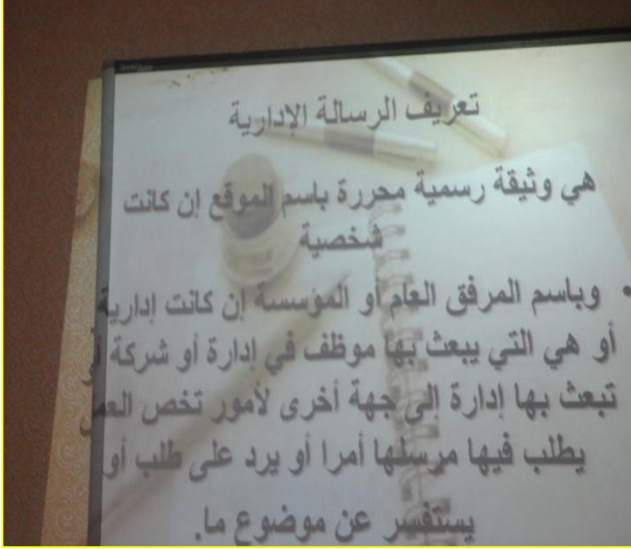 تعريف الرسالة الإدارية
هي وثيقة رسمية محررة باسم الموقع إن كانت
شخصية
• وباسم المرفق العام أو المؤسسة إن كانت إدارية
أو هي التي يبعث بها موظف في إدارة أو شركة
تبعث بها إدارة إلى جهة أخرى لأمور تخص
يطلب فيها مرسلها أمرا أو يرد على طلب أو
يستفسر عن موضوع ما.